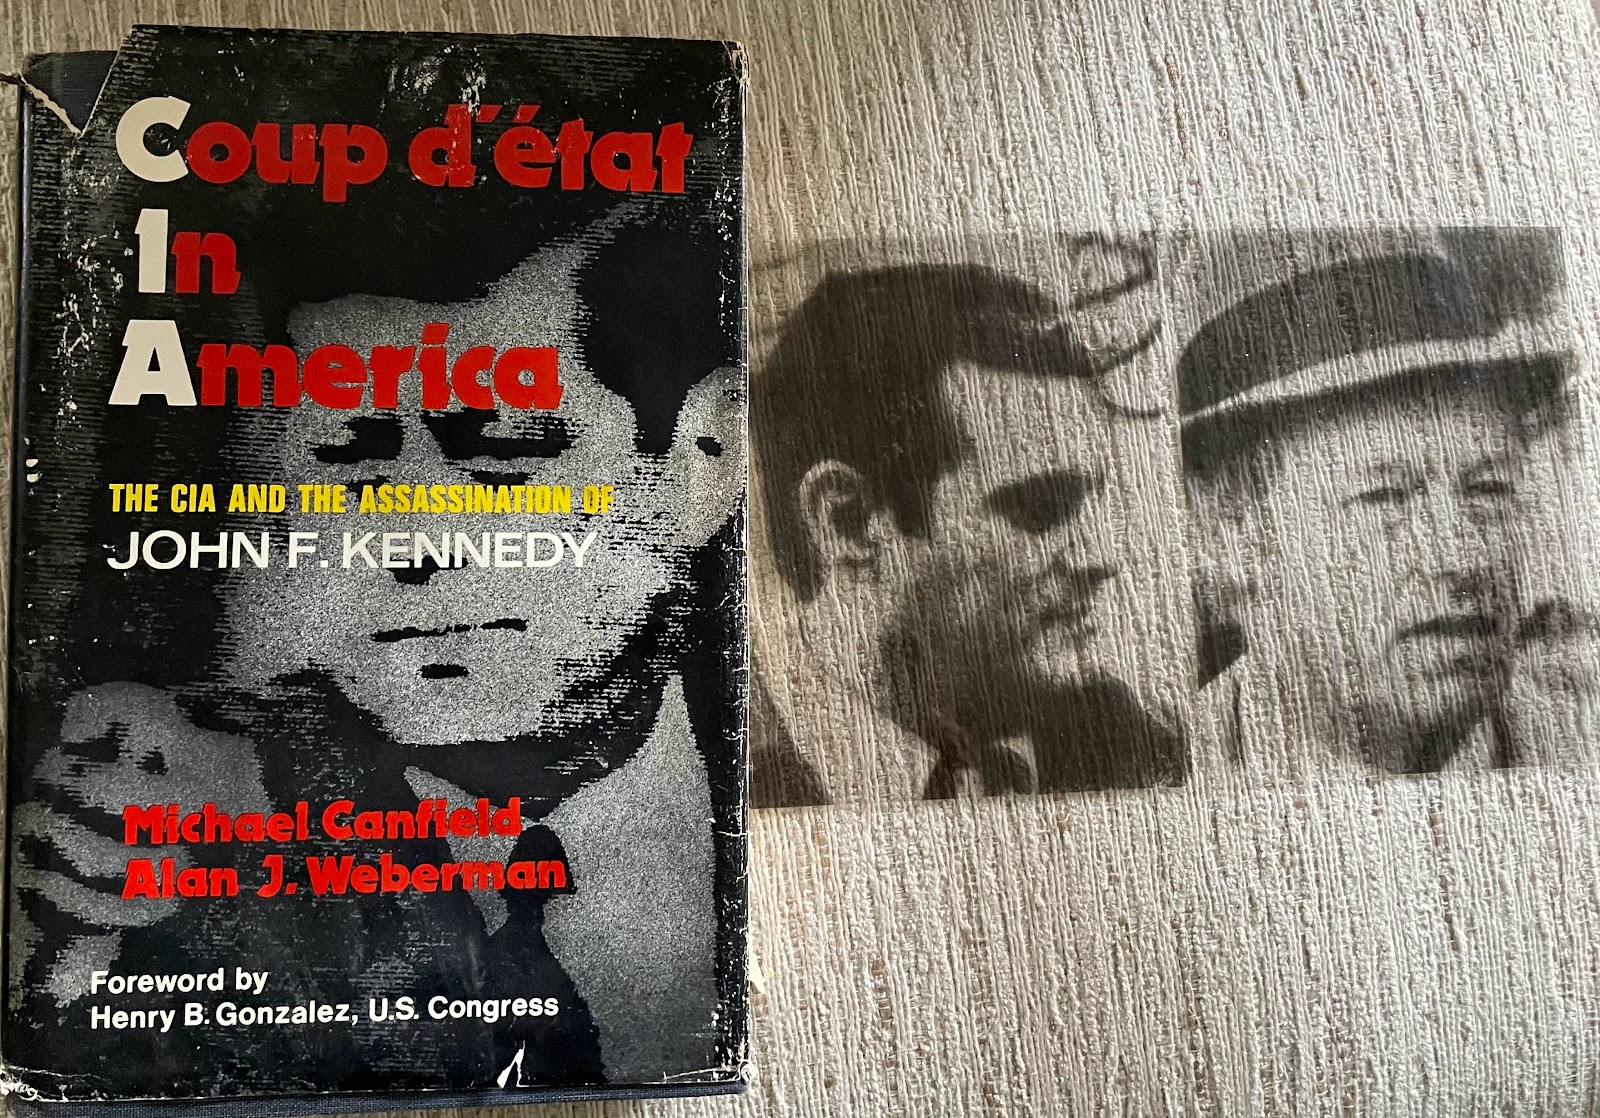 Coup d'état
In
America
THE CIA AND THE ASSASSINATION OF
JOHN F. KENNEDY
Michael Canfield
Alan J. Weberman
Foreword by
Henry B. Gonzalez, U.S. Congress